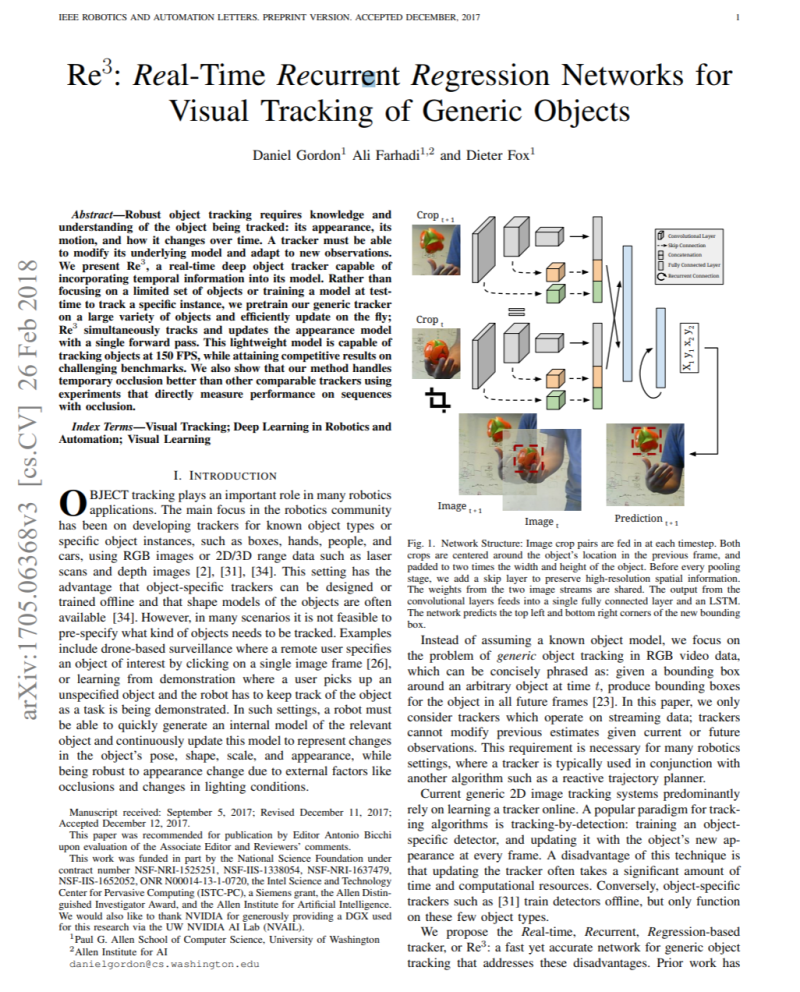 IEEE ROBOTICS AND AUTOMATION LETTERS. PREPRINT VERSION. ACCEPTED DECEMBER, 2017
1
Re³: Real-Time Recurrent Regression Networks for
Visual Tracking of Generic Objects
Daniel Gordon¹ Ali Farhadi¹,² and Dieter Fox¹
arXiv:1705.06368v3 [cs.CV] 26 Feb 2018
Abstract—Robust object tracking requires knowledge and
understanding of the object being tracked: its appearance, its
motion, and how it changes over time. A tracker must be able
to modify its underlying model and adapt to new observations.
We present Re³, a real-time deep object tracker capable of
incorporating temporal information into its model. Rather than
focusing on a limited set of objects or training a model at test-
time to track a specific instance, we pretrain our generic tracker
on a large variety of objects and efficiently update on the fly;
Re³ simultaneously tracks and updates the appearance model
with a single forward pass. This lightweight model is capable of
tracking objects at 150 FPS, while attaining competitive results on
challenging benchmarks. We also show that our method handles
temporary occlusion better than other comparable trackers using
experiments that directly measure performance on sequences
with occlusion.
Index Terms—Visual Tracking; Deep Learning in Robotics and
Automation; Visual Learning
I. INTRODUCTION
OBJECT tracking plays an important role in many robotics
applications. The main focus in the robotics community
has been on developing trackers for known object types or
specific object instances, such as boxes, hands, people, and
cars, using RGB images or 2D/3D range data such as laser
scans and depth images [2], [31], [34]. This setting has the
advantage that object-specific trackers can be designed or
trained offline and that shape models of the objects are often
available [34]. However, in many scenarios it is not feasible to
pre-specify what kind of objects needs to be tracked. Examples
include drone-based surveillance where a remote user specifies
an object of interest by clicking on a single image frame [26],
or learning from demonstration where a user picks up an
unspecified object and the robot has to keep track of the object
as a task is being demonstrated. In such settings, a robot must
be able to quickly generate an internal model of the relevant
object and continuously update this model to represent changes
in the object's pose, shape, scale, and appearance, while
being robust to appearance change due to external factors like
occlusions and changes in lighting conditions.
Manuscript received: September 5, 2017; Revised December 11, 2017;
Accepted December 12, 2017.
This paper was recommended for publication by Editor Antonio Bicchi
upon evaluation of the Associate Editor and Reviewers' comments.
This work was funded in part by the National Science Foundation under
contract number NSF-NRI-1525251, NSF-IIS-1338054, NSF-NRI-1637479,
NSF-IIS-1652052, ONR N00014-13-1-0720, the Intel Science and Technology
Center for Pervasive Computing (ISTC-PC), a Siemens grant, the Allen Distin-
guished Investigator Award, and the Allen Institute for Artificial Intelligence.
We would also like to thank NVIDIA for generously providing a DGX used
for this research via the UW NVIDIA AI Lab (NVAIL).
¹Paul G. Allen School of Computer Science, University of Washington
²Allen Institute for AI
danielgordon@cs.washington.edu
Crop t+1
Convolutional Layer
Skip Connection
Concatenation
Fully Connected Layer
Recurrent Connection
Crop t
X1 y1 x2 y2
Image t+1
Image t
Prediction t+1
Fig. 1. Network Structure: Image crop pairs are fed in at each timestep. Both
crops are centered around the object's location in the previous frame, and
padded to two times the width and height of the object. Before every pooling
stage, we add a skip layer to preserve high-resolution spatial information.
The weights from the two image streams are shared. The output from the
convolutional layers feeds into a single fully connected layer and an LSTM.
The network predicts the top left and bottom right corners of the new bounding
box.
Instead of assuming a known object model, we focus on
the problem of generic object tracking in RGB video data,
which can be concisely phrased as: given a bounding box
around an arbitrary object at time t, produce bounding boxes
for the object in all future frames [23]. In this paper, we only
consider trackers which operate on streaming data; trackers
cannot modify previous estimates given current or future
observations. This requirement is necessary for many robotics
settings, where a tracker is typically used in conjunction with
another algorithm such as a reactive trajectory planner.
Current generic 2D image tracking systems predominantly
rely on learning a tracker online. A popular paradigm for track-
ing algorithms is tracking-by-detection: training an object-
specific detector, and updating it with the object's new ap-
pearance at every frame. A disadvantage of this technique is
that updating the tracker often takes a significant amount of
time and computational resources. Conversely, object-specific
trackers such as [31] train detectors offline, but only function
on these few object types.
We propose the Real-time, Recurrent, Regression-based
tracker, or Re³: a fast yet accurate network for generic object
tracking that addresses these disadvantages. Prior work has